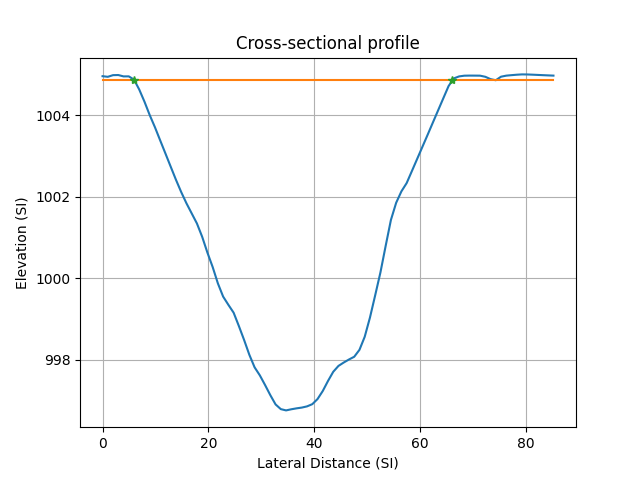 Cross-sectional profile
Elevation (SI)
1004
1002
1000
998
0 20 40 60 80
Lateral Distance (SI)